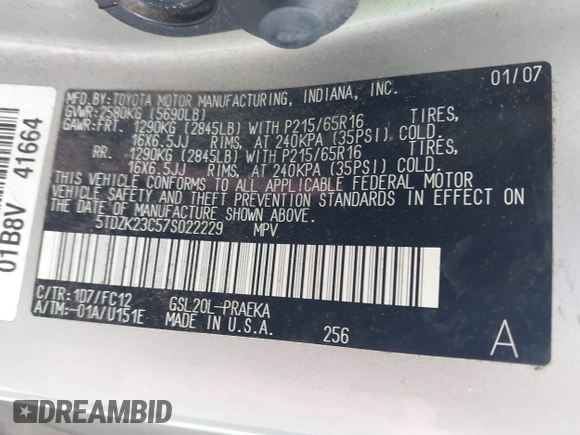 01/07
MFD.BY:TOYOTA MOTOR MANUFACTURING, INDIANA, INC.
GVWR:2580KG (5690LB)
GAWR:FRT. 1290KG (2845LB) WITH P215/65R16 TIRES,
16X6.5JJ RIMS, AT 240KPA (35PSI) COLD.
RR. 1290KG (2845LB) WITH P215/65R16 TIRES,
16X6.5JJ RIMS, AT 240KPA (35PSI) COLD.
THIS VEHICLE CONFORMS TO ALL APPLICABLE FEDERAL MOTOR
VEHICLE SAFETY AND THEFT PREVENTION STANDARDS IN EFFECT ON
THE DATE OF MANUFACTURE SHOWN ABOVE.
5TDZK23C57S022229 MPV
C/TR:1D7/FC12 GSL20L-PRAEKA
A/TM:-01A/U151E MADE IN U.S.A. 256 A
01B8V 41664
DREAMBID